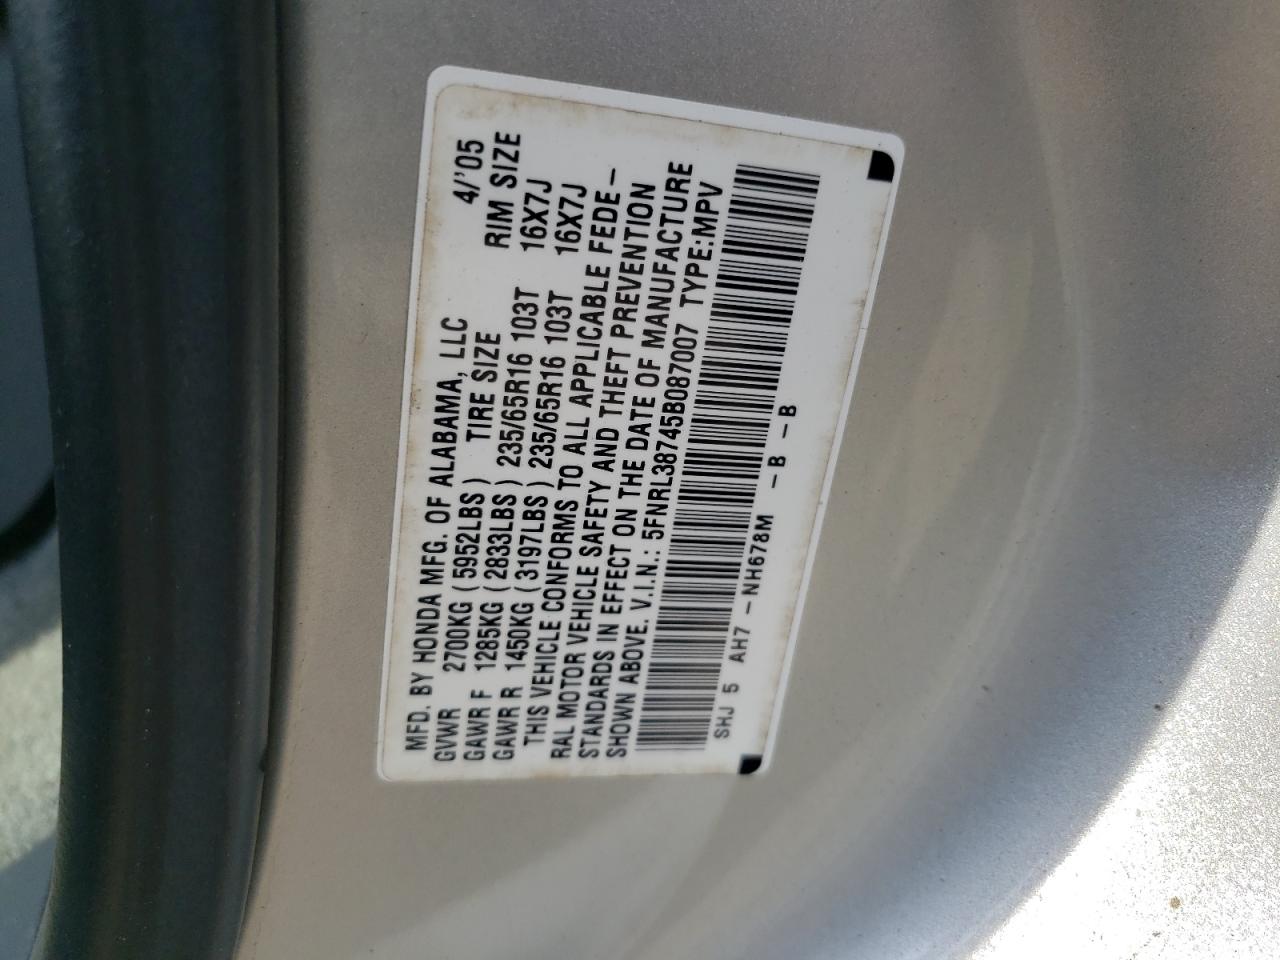 MFD. BY HONDA MFG. OF ALABAMA, LLC 4/'05
GVWR 2700KG (5952LBS) TIRE SIZE RIM SIZE
GAWR F 1285KG (2833LBS) 235/65R16 103T 16X7J
GAWR R 1450KG (3197LBS) 235/65R16 103T 16X7J
THIS VEHICLE CONFORMS TO ALL APPLICABLE FEDE-
RAL MOTOR VEHICLE SAFETY AND THEFT PREVENTION
STANDARDS IN EFFECT ON THE DATE OF MANUFACTURE
SHOWN ABOVE. V.I.N.: 5FNRL38745B087007 TYPE:MPV
SHJ 5 AH7 -NH678M -B -B